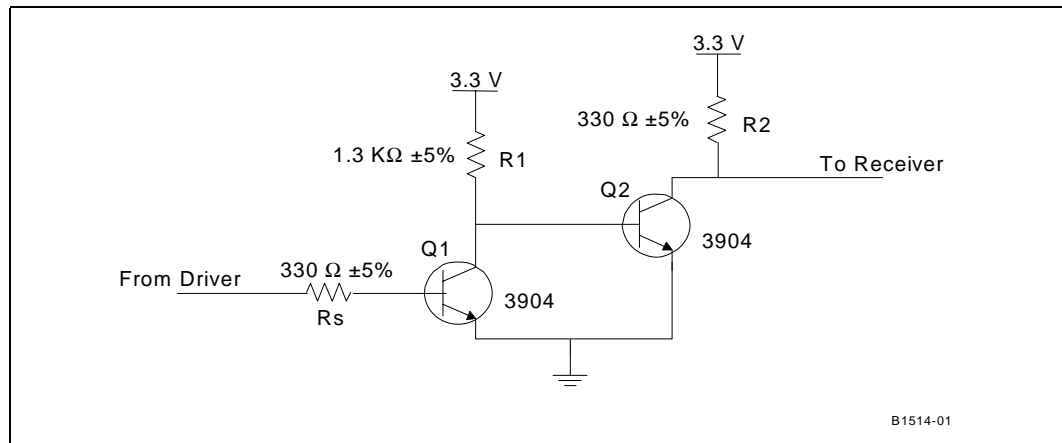 3.3 V
3.3 V
330 Ω ±5%
R2
1.3 KΩ ±5%
R1
To Receiver
Q2
3904
Q1
From Driver
330 Ω ±5%
Rs
3904
B1514-01